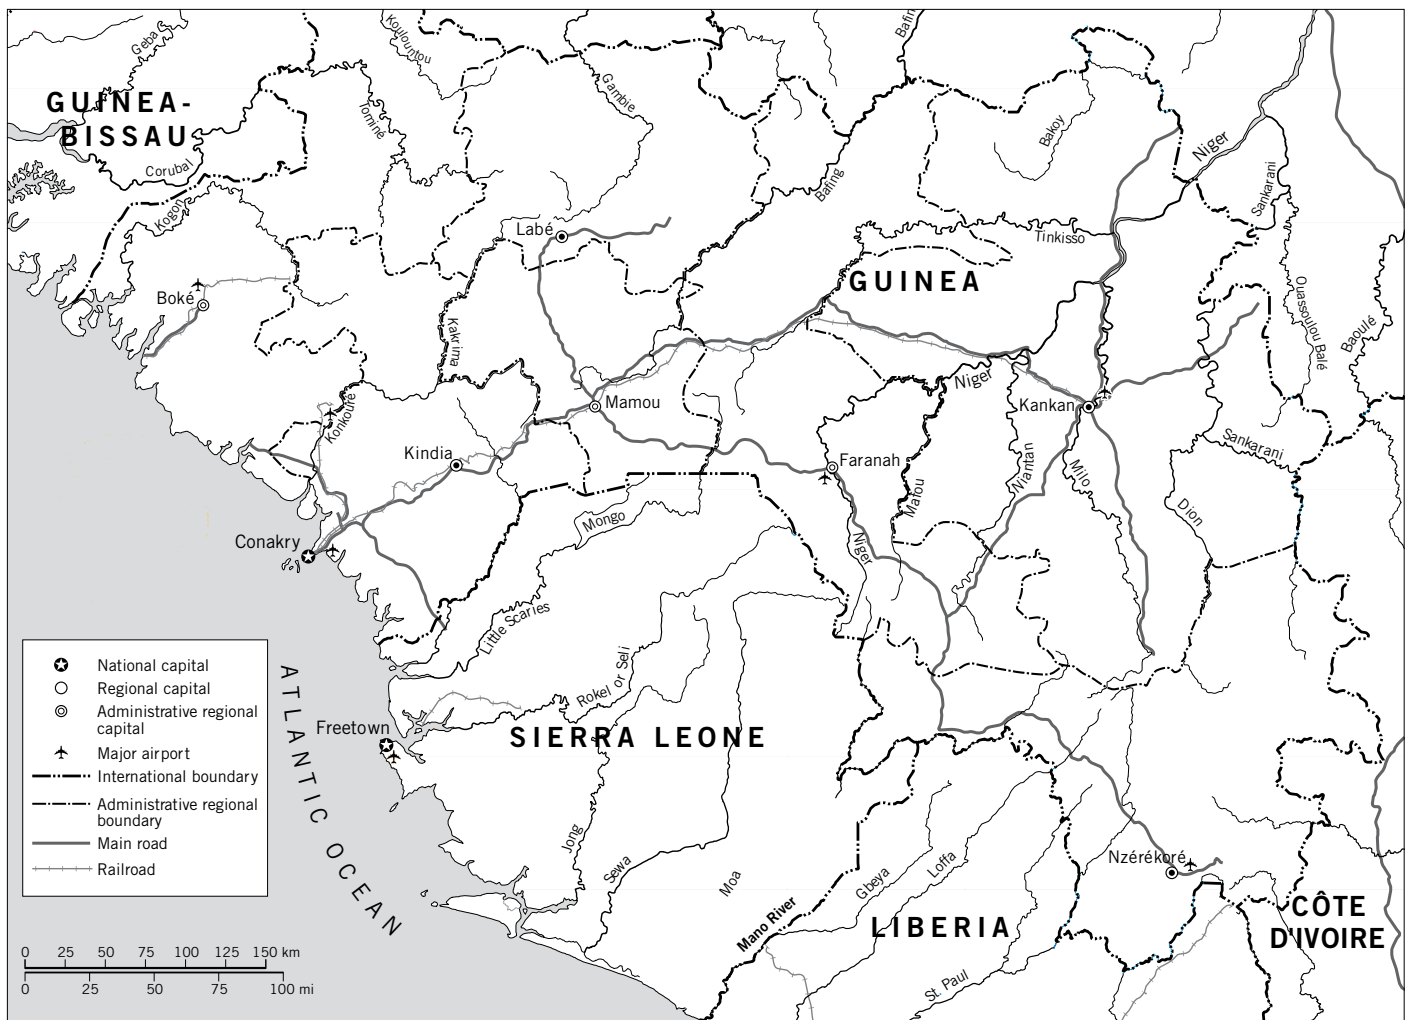 Geba
Koulountou
Bafing
GUINEA-
BISSAU
Tominé
Gambie
Bakoy
Niger
Corubal
Kogon
Bafing
Sankarani
Labé
Tinkisso
GUINEA
Boké
Kakrima
Ouassoulou Balé
Baoulé
Niger
Konkouré
Mamou
Kankan
Kindia
Faranah
Sankarani
Niantan
Milo
Mafou
Dion
Mongo
Conakry
Niger
Little Scaries
Rokel or Seli
National capital
Regional capital
Administrative regional
capital
Major airport
International boundary
Administrative regional
boundary
Main road
Railroad
ATLANTIC OCEAN
Freetown
SIERRA LEONE
Jong
Sewa
Moa
Mano River
Gbeya
Loffa
Nzérékoré
LIBERIA
CÔTE
D'IVOIRE
St. Paul
0 25 50 75 100 125 150 km
0 25 50 75 100 mi